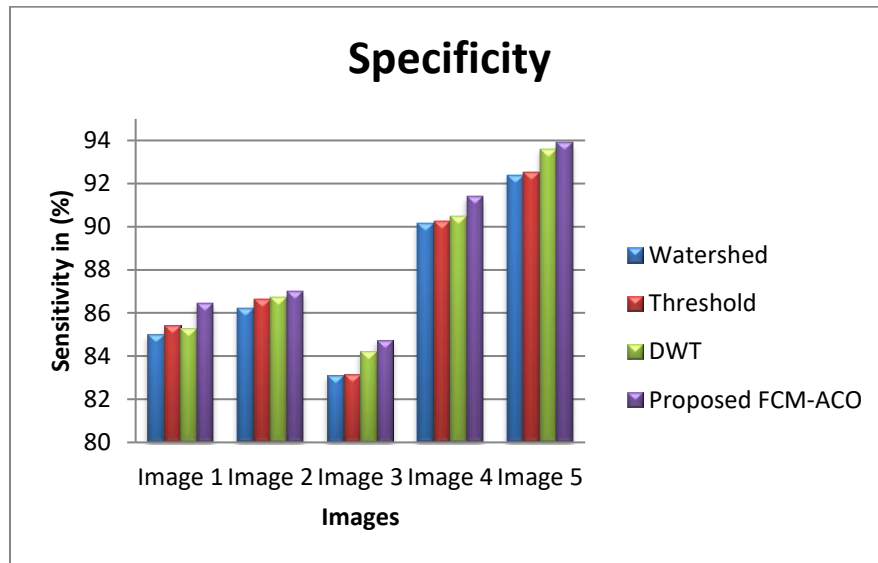 Specificity
Sensitivity in (%)
94
92
90
88
86
84
82
80
Image 1 Image 2 Image 3 Image 4 Image 5
Images
Watershed
Threshold
DWT
Proposed FCM-ACO